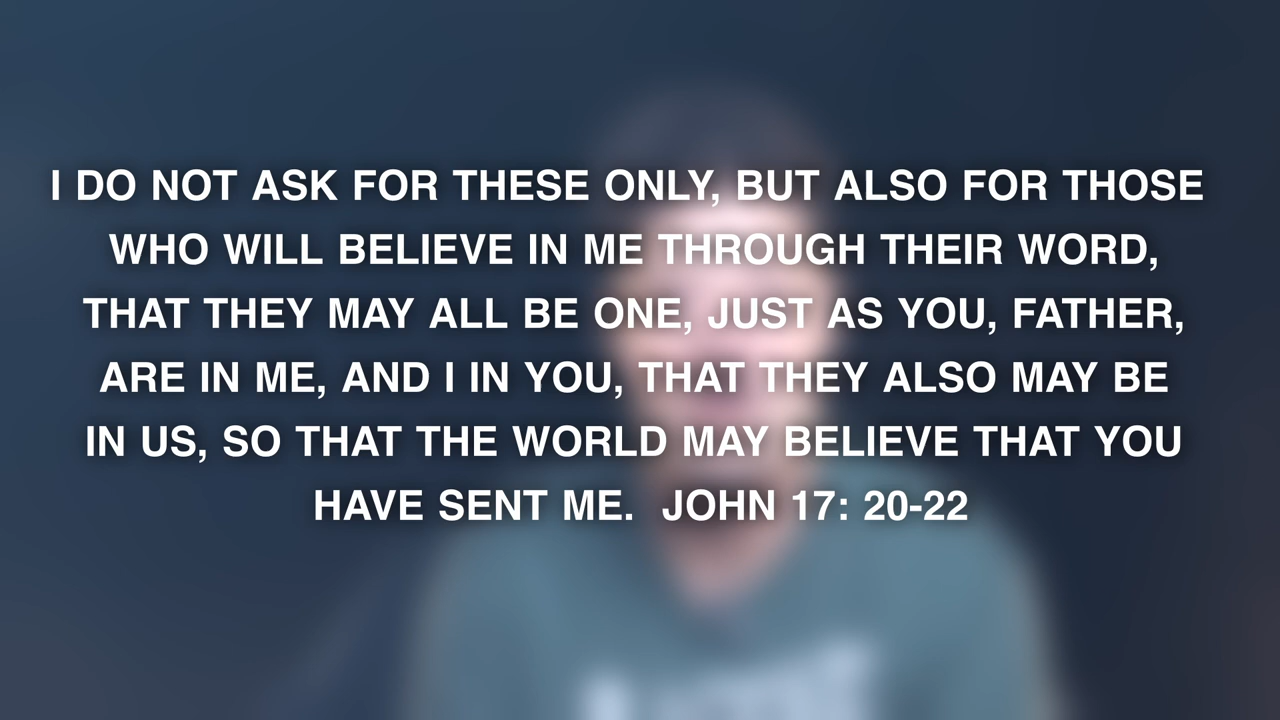 I DO NOT ASK FOR THESE ONLY, BUT ALSO FOR THOSE
WHO WILL BELIEVE IN ME THROUGH THEIR WORD,
THAT THEY MAY ALL BE ONE, JUST AS YOU, FATHER,
ARE IN ME, AND I IN YOU, THAT THEY ALSO MAY BE
IN US, SO THAT THE WORLD MAY BELIEVE THAT YOU
HAVE SENT ME.  JOHN 17: 20-22